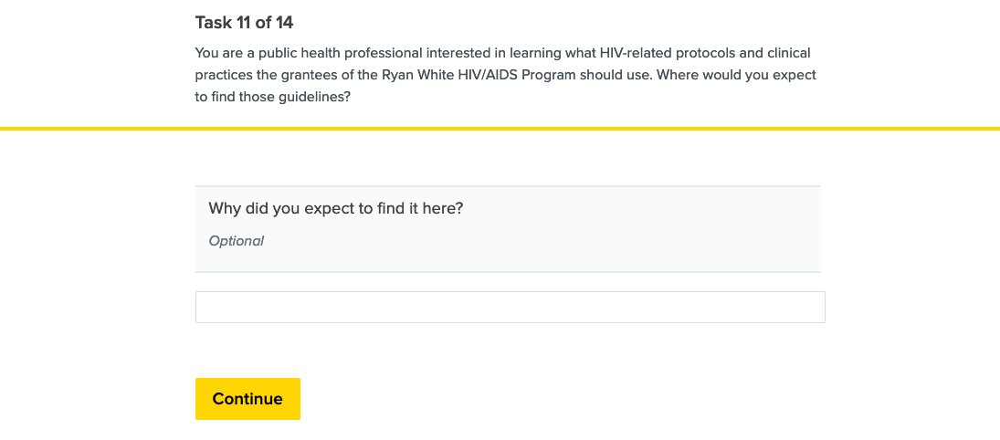 Task 11 of 14
You are a public health professional interested in learning what HIV-related protocols and clinical
practices the grantees of the Ryan White HIV/AIDS Program should use. Where would you expect
to find those guidelines?
Why did you expect to find it here?
Optional
Continue